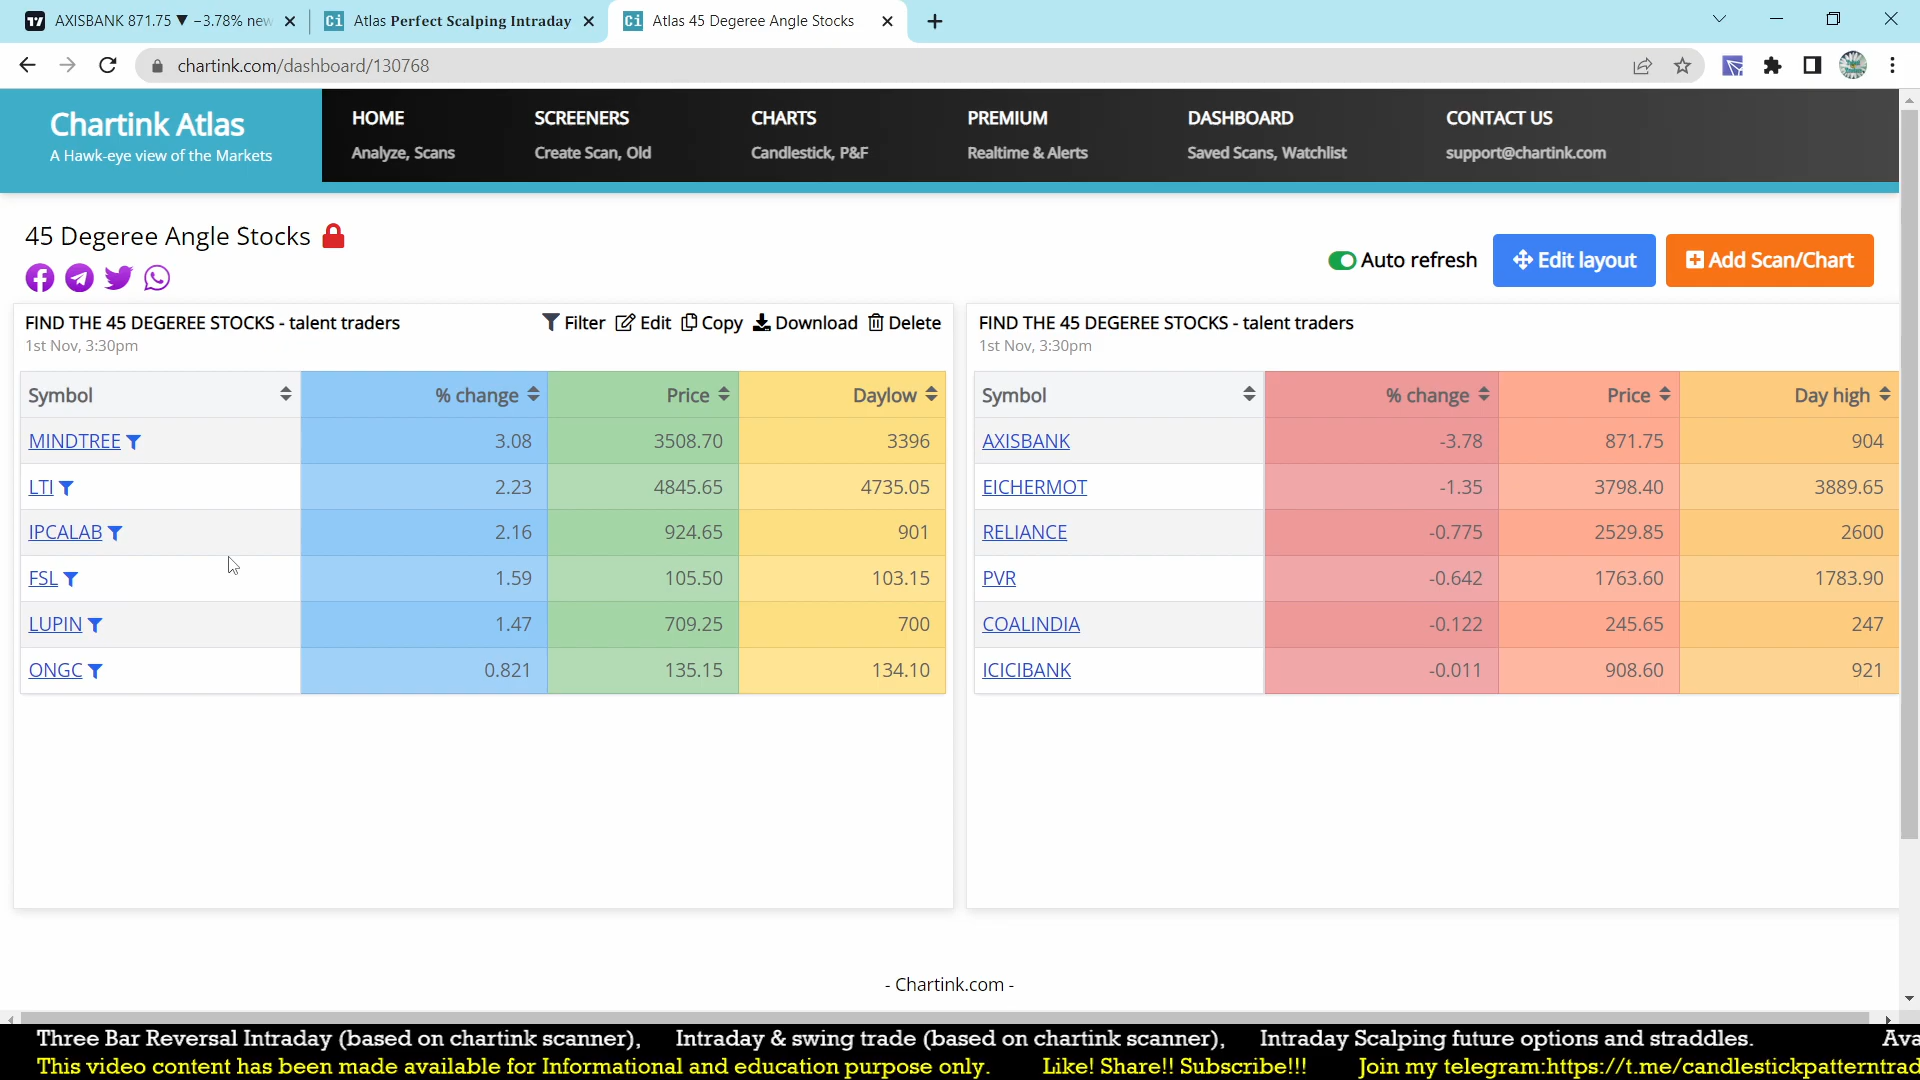 AXISBANK 871.75 ▼ −3.78% new
Atlas Perfect Scalping Intraday
Atlas 45 Degeree Angle Stocks
chartink.com/dashboard/130768
Chartink Atlas
A Hawk-eye view of the Markets
HOME SCREENERS CHARTS PREMIUM DASHBOARD CONTACT US
Analyze, Scans Create Scan, Old Candlestick, P&F Realtime & Alerts Saved Scans, Watchlist support@chartink.com
45 Degeree Angle Stocks
Auto refresh Edit layout Add Scan/Chart
FIND THE 45 DEGEREE STOCKS - talent traders Filter Edit Copy Download Delete
1st Nov, 3:30pm
Symbol % change Price Daylow
MINDTREE 3.08 3508.70 3396
LTI 2.23 4845.65 4735.05
IPCALAB 2.16 924.65 901
FSL 1.59 105.50 103.15
LUPIN 1.47 709.25 700
ONGC 0.821 135.15 134.10
FIND THE 45 DEGEREE STOCKS - talent traders
1st Nov, 3:30pm
Symbol % change Price Day high
AXISBANK -3.78 871.75 904
EICHERMOT -1.35 3798.40 3889.65
RELIANCE -0.775 2529.85 2600
PVR -0.642 1763.60 1783.90
COALINDIA -0.122 245.65 247
ICICIBANK -0.011 908.60 921
- Chartink.com -
Three Bar Reversal Intraday (based on chartink scanner), Intraday & swing trade (based on chartink scanner), Intraday Scalping future options and straddles. Ava
This video content has been made available for Informational and education purpose only. Like! Share!! Subscribe!!! Join my telegram:https://t.me/candlestickpatterntrad